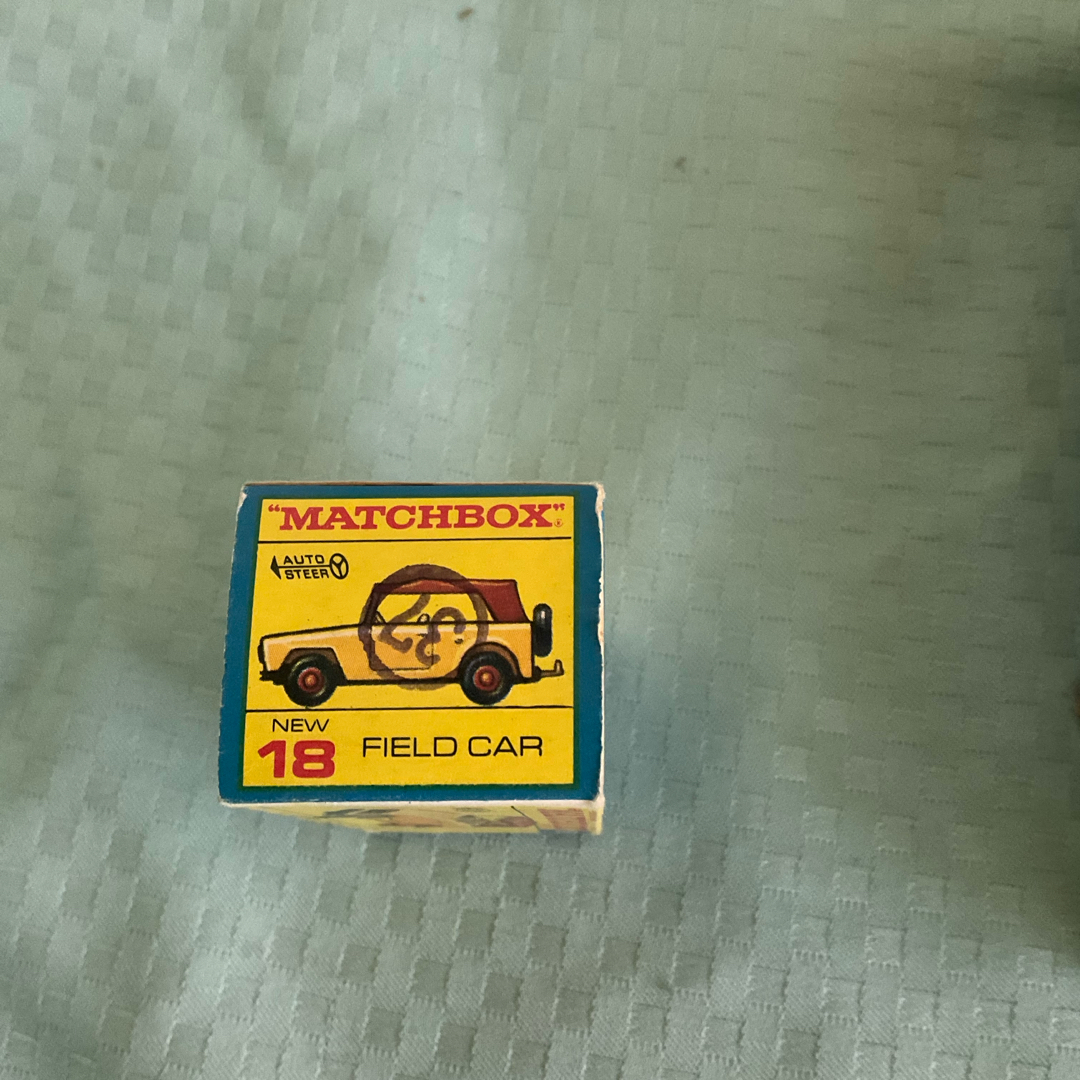 "MATCHBOX"®
AUTO
STEER
NEW
18 FIELD CAR